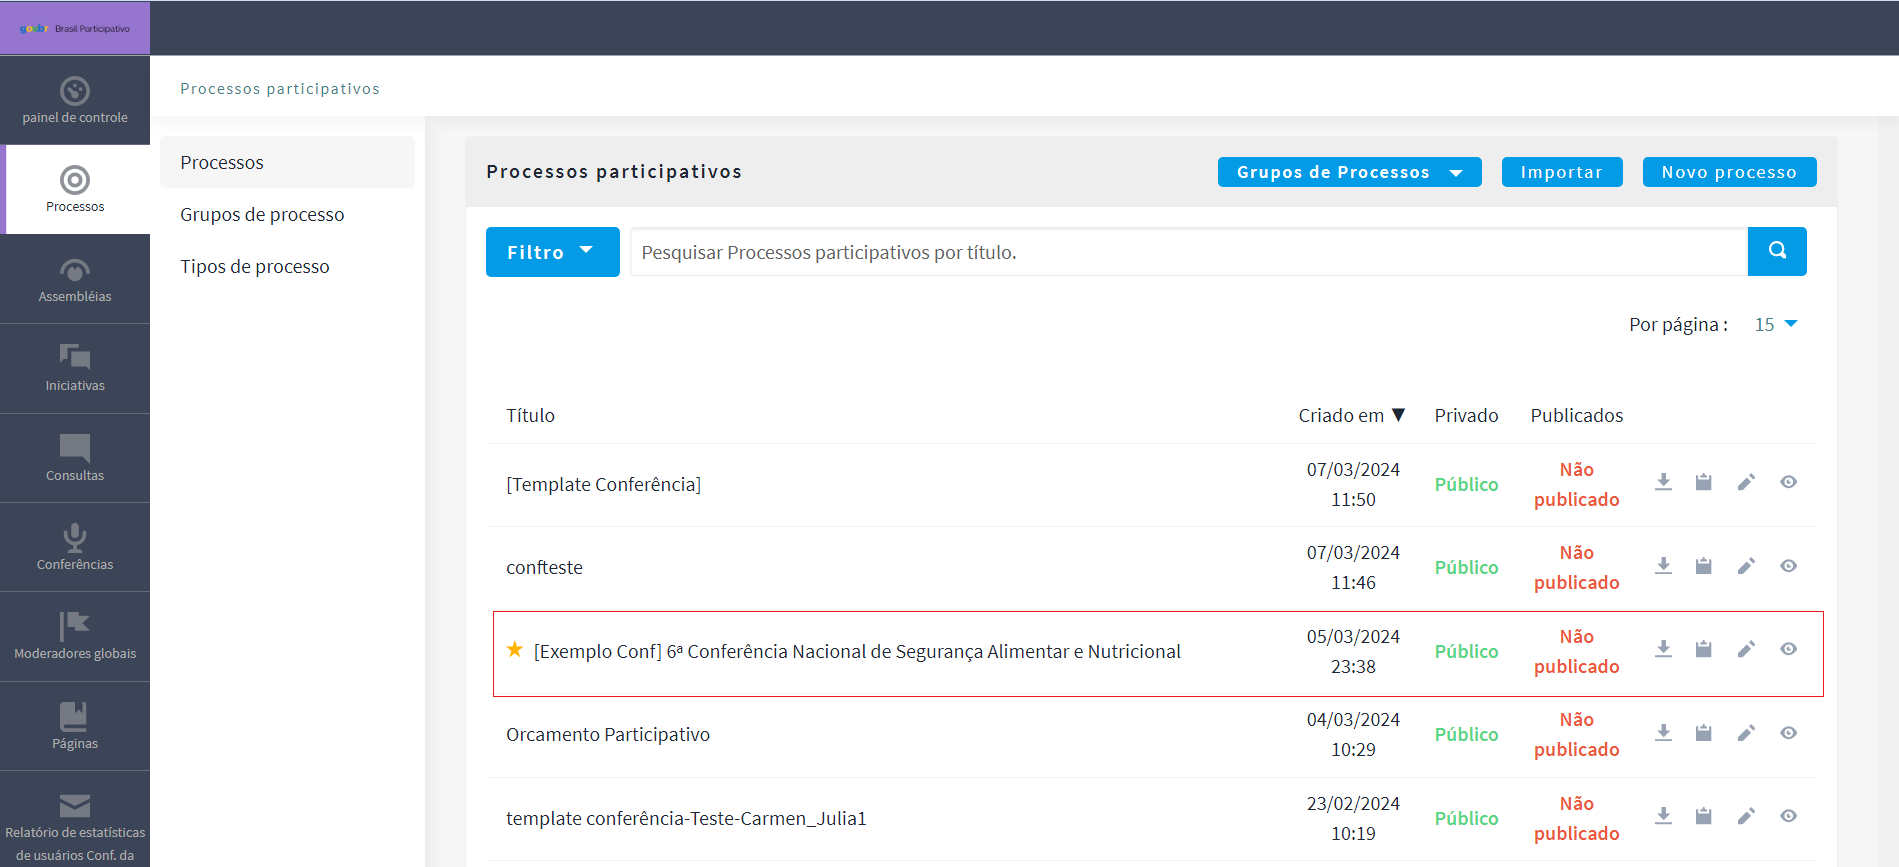 gov.br Brasil Participativo
painel de controle
Processos
Assembléias
Iniciativas
Consultas
Conferências
Moderadores globais
Páginas
Relatório de estatísticas
de usuários Conf. da
Processos participativos
Processos
Grupos de processo
Tipos de processo
Processos participativos
Grupos de Processos
Importar
Novo processo
Filtro
Pesquisar Processos participativos por título.
Por página : 15
Título Criado em ▼ Privado Publicados
[Template Conferência] 07/03/2024 11:50 Público Não publicado
confteste 07/03/2024 11:46 Público Não publicado
[Exemplo Conf] 6ª Conferência Nacional de Segurança Alimentar e Nutricional 05/03/2024 23:38 Público Não publicado
Orcamento Participativo 04/03/2024 10:29 Público Não publicado
template conferência-Teste-Carmen_Julia1 23/02/2024 10:19 Público Não publicado